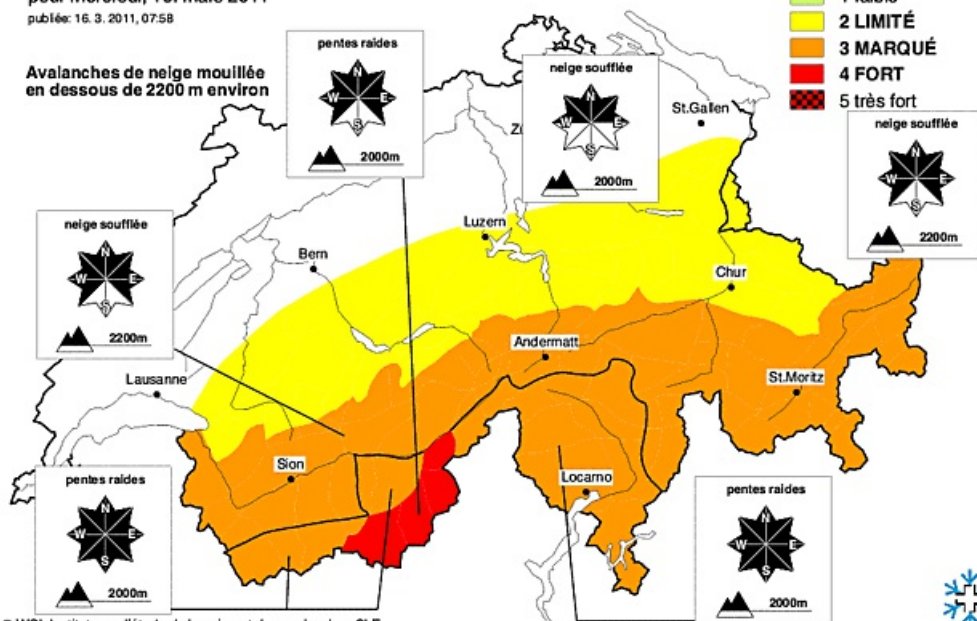 publiée: 16. 3. 2011, 07:58
Avalanches de neige mouillée
en dessous de 2200 m environ
2 LIMITÉ
3 MARQUÉ
4 FORT
5 très fort
pentes raides
N
W E
S
2000m
neige soufflée
N
W E
S
2000m
St.Gallen
neige soufflée
N
W E
S
2200m
neige soufflée
N
W E
S
2200m
Luzern
Bern
Chur
Andermatt
Lausanne
St.Moritz
Sion
Locarno
pentes raides
N
W E
S
2000m
pentes raides
N
W E
S
2000m